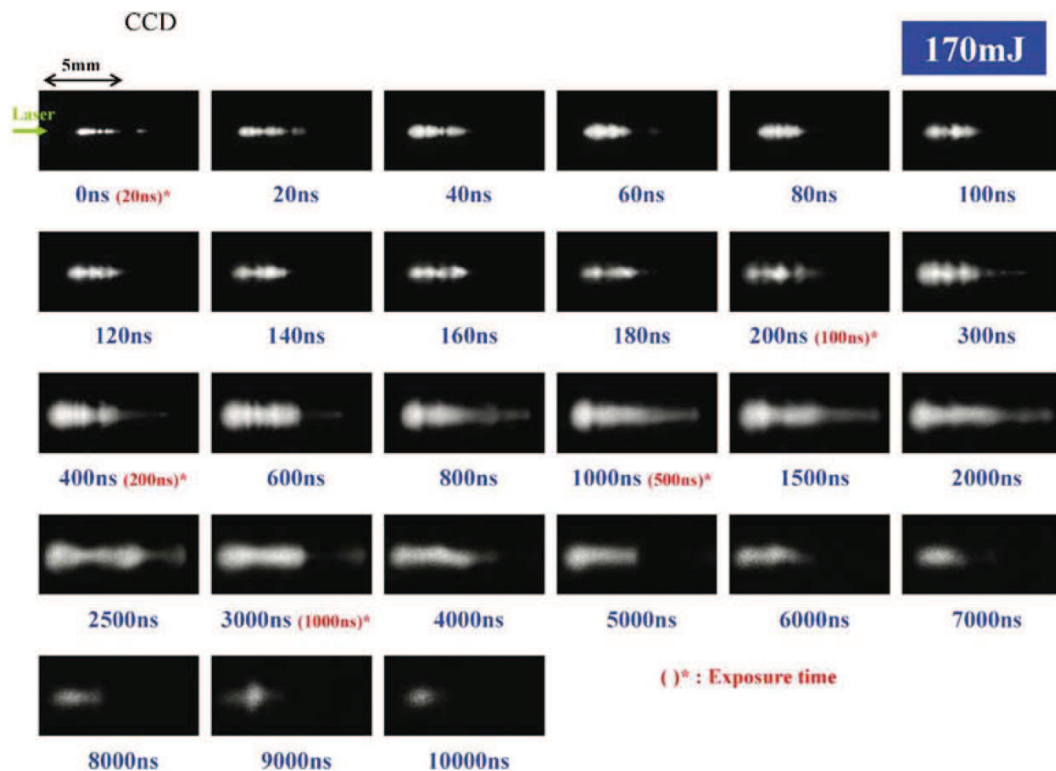 CCD
170mJ
5mm
Laser
0ns (20ns)*
20ns
40ns
60ns
80ns
100ns
120ns
140ns
160ns
180ns
200ns (100ns)*
300ns
400ns (200ns)*
600ns
800ns
1000ns (500ns)*
1500ns
2000ns
2500ns
3000ns (1000ns)*
4000ns
5000ns
6000ns
7000ns
( )* : Exposure time
8000ns
9000ns
10000ns